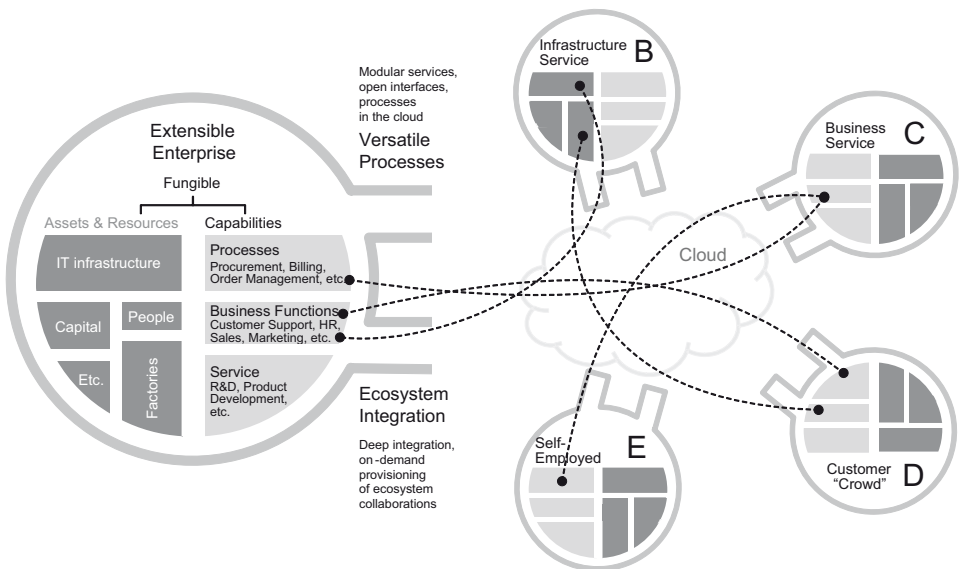 Extensible
Enterprise
Fungible
Assets & Resources
Capabilities
IT infrastructure
Capital
People
Etc.
Factories
Processes
Procurement, Billing,
Order Management, etc.
Business Functions
Customer Support, HR,
Sales, Marketing, etc.
Service
R&D, Product
Development,
etc.
Modular services,
open interfaces,
processes
in the cloud
Versatile
Processes
Ecosystem
Integration
Deep integration,
on-demand
provisioning
of ecosystem
collaborations
Infrastructure
Service
B
Business
Service
C
Cloud
Self-
Employed
E
Customer
“Crowd”
D